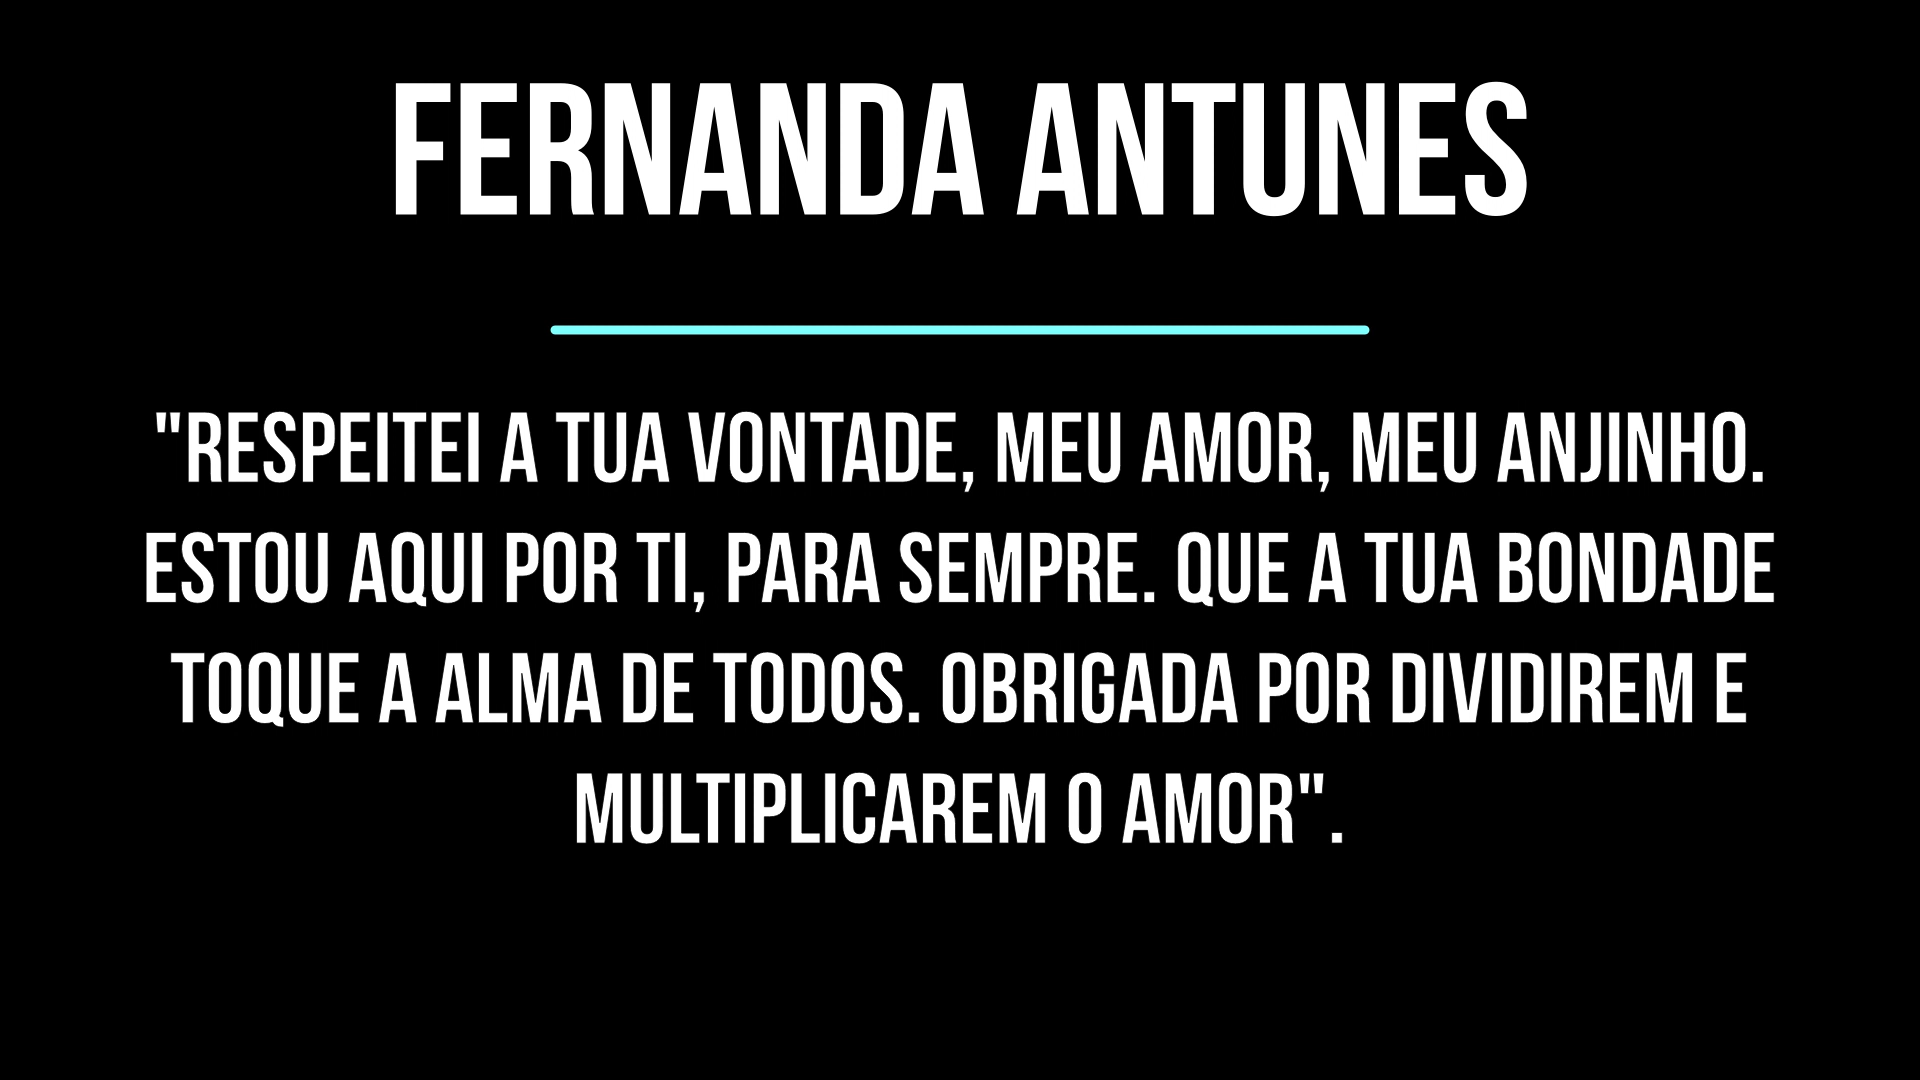 FERNANDA ANTUNES
"RESPEITEI A TUA VONTADE, MEU AMOR, MEU ANJINHO.
ESTOU AQUI POR TI, PARA SEMPRE. QUE A TUA BONDADE
TOQUE A ALMA DE TODOS. OBRIGADA POR DIVIDIREM E
MULTIPLICAREM O AMOR".